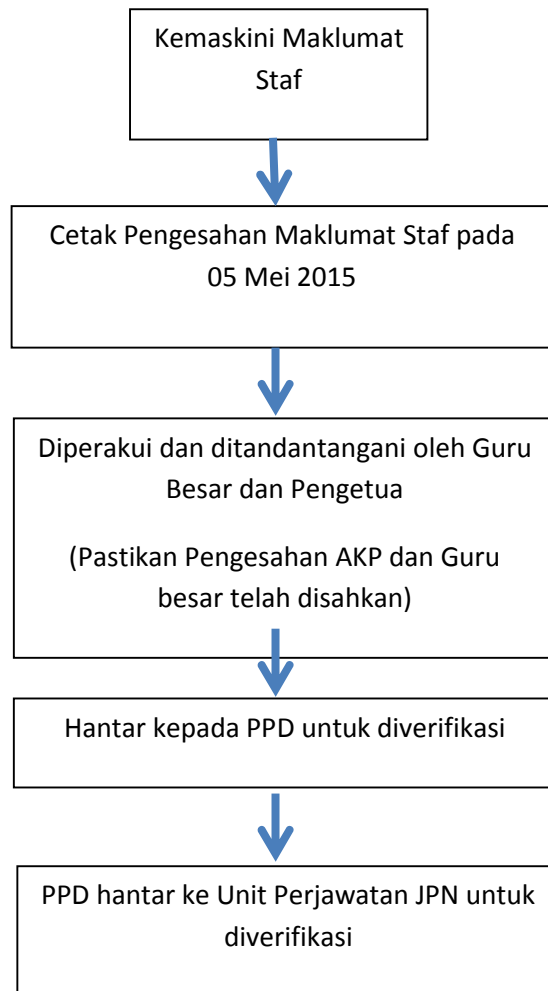 Kemaskini Maklumat
Staf
Cetak Pengesahan Maklumat Staf pada
05 Mei 2015
Diperakui dan ditandantangani oleh Guru
Besar dan Pengetua
(Pastikan Pengesahan AKP dan Guru
besar telah disahkan)
Hantar kepada PPD untuk diverifikasi
PPD hantar ke Unit Perjawatan JPN untuk
diverifikasi